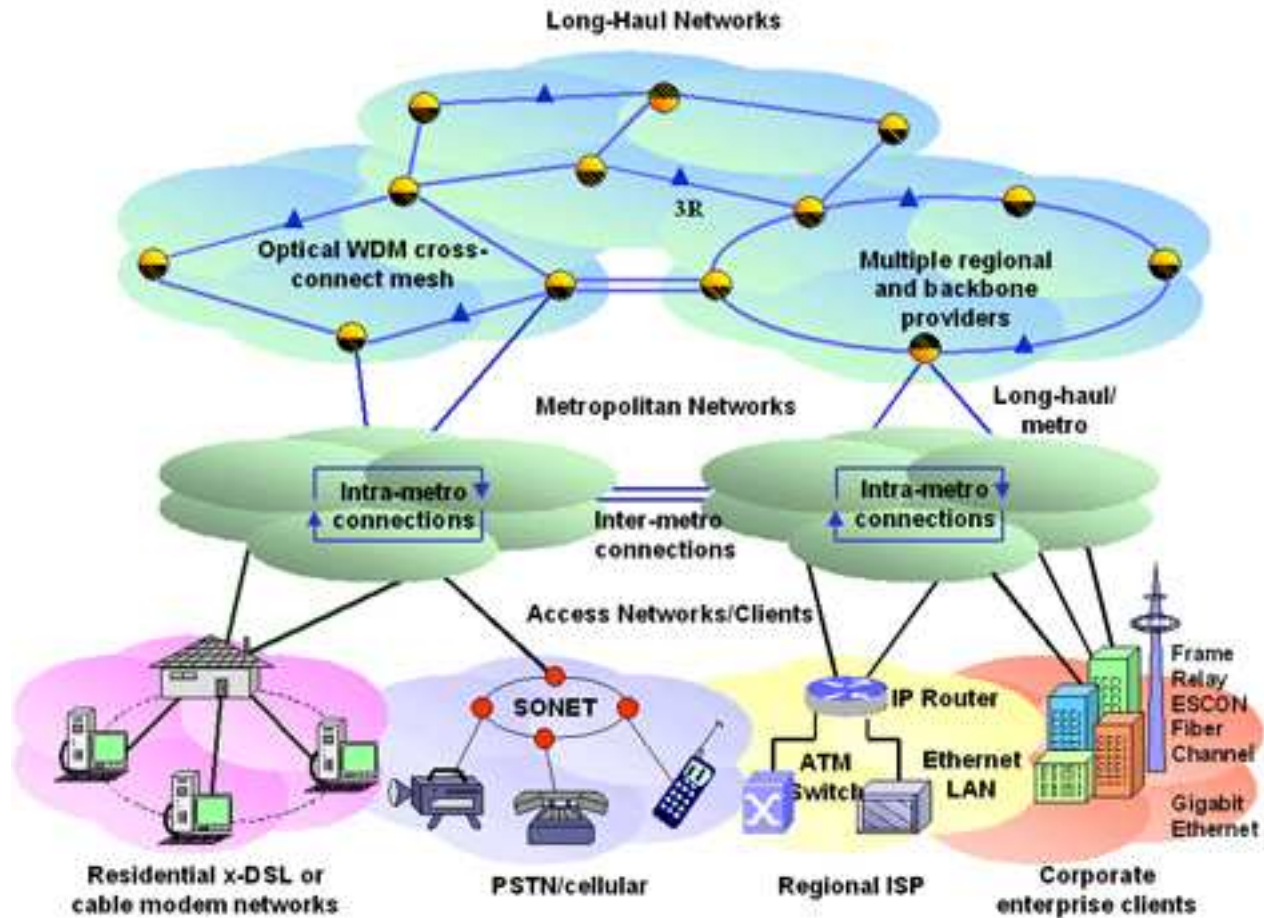 Long-Haul Networks
3R
Optical WDM cross-
connect mesh
Multiple regional
and backbone
providers
Metropolitan Networks
Long-haul/
metro
Intra-metro
connections
Inter-metro
connections
Intra-metro
connections
Access Networks/Clients
SONET
IP Router
ATM
Switch
Ethernet
LAN
Frame
Relay
ESCON
Fiber
Channel
Gigabit
Ethernet
Residential x-DSL or
cable modem networks
PSTN/cellular
Regional ISP
Corporate
enterprise clients